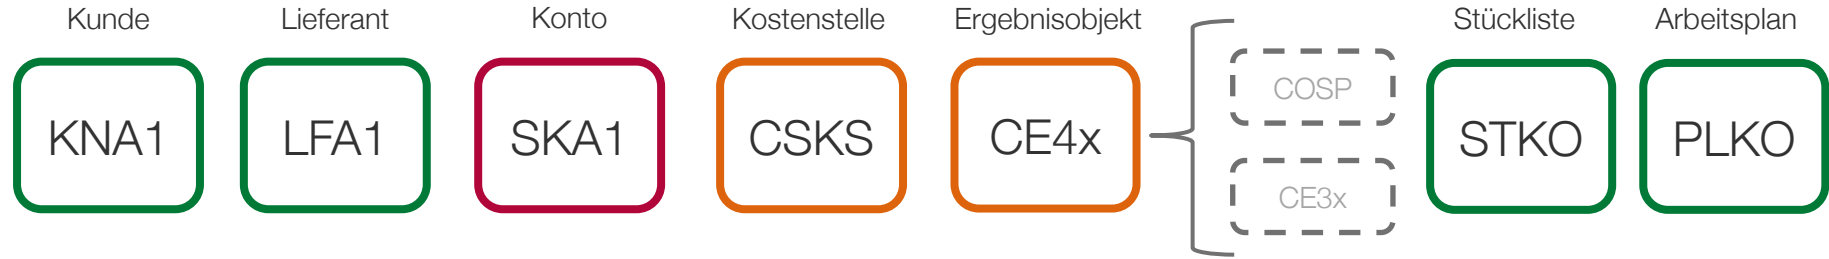 Kunde
Lieferant
Konto
Kostenstelle
Ergebnisobjekt
Stückliste
Arbeitsplan
KNA1
LFA1
SKA1
CSKS
CE4x
COSP
CE3x
STKO
PLKO